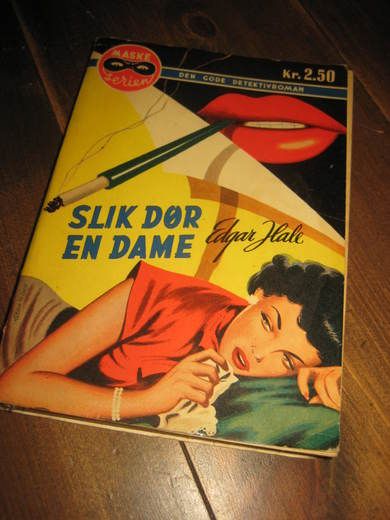 MASKE
Serien
DEN GODE DETEKTIVROMAN
Kr. 2.50
SLIK DØR
EN DAME
Edgar Hale